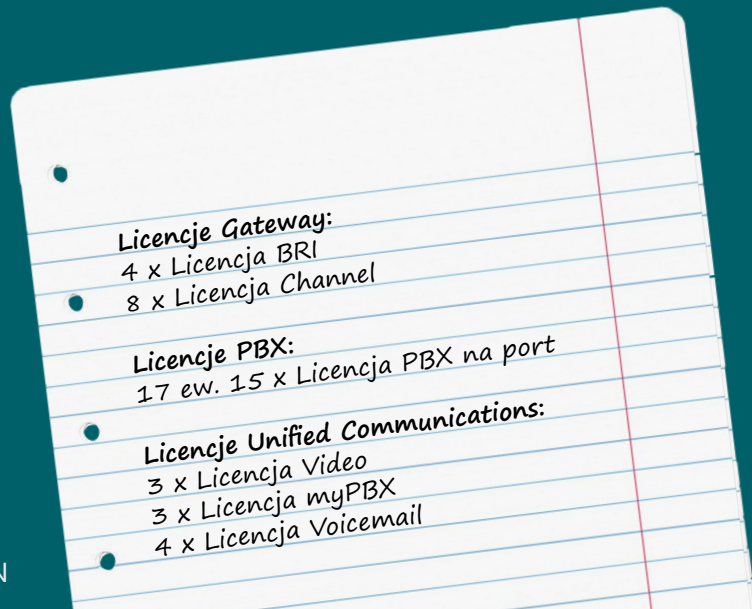 Licencje Gateway:
4 x Licencja BRI
8 x Licencja Channel
Licencje PBX:
17 ew. 15 x Licencja PBX na port
Licencje Unified Communications:
3 x Licencja Video
3 x Licencja myPBX
4 x Licencja Voicemail
N